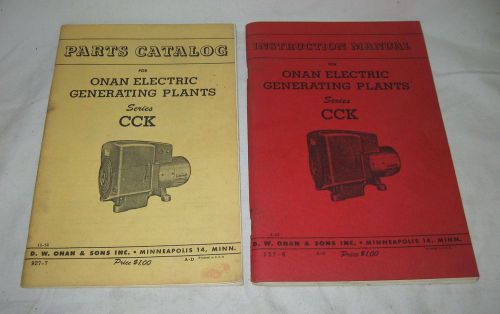 PARTS CATALOG
FOR
ONAN ELECTRIC
GENERATING PLANTS
Series
CCK
D. W. ONAN & SONS INC. • MINNEAPOLIS 14, MINN.
927-T
Price $1.00
A-D
INSTRUCTION MANUAL
FOR
ONAN ELECTRIC
GENERATING PLANTS
Series
CCK
D. W. ONAN & SONS INC. • MINNEAPOLIS 14, MINN.
Price $1.00